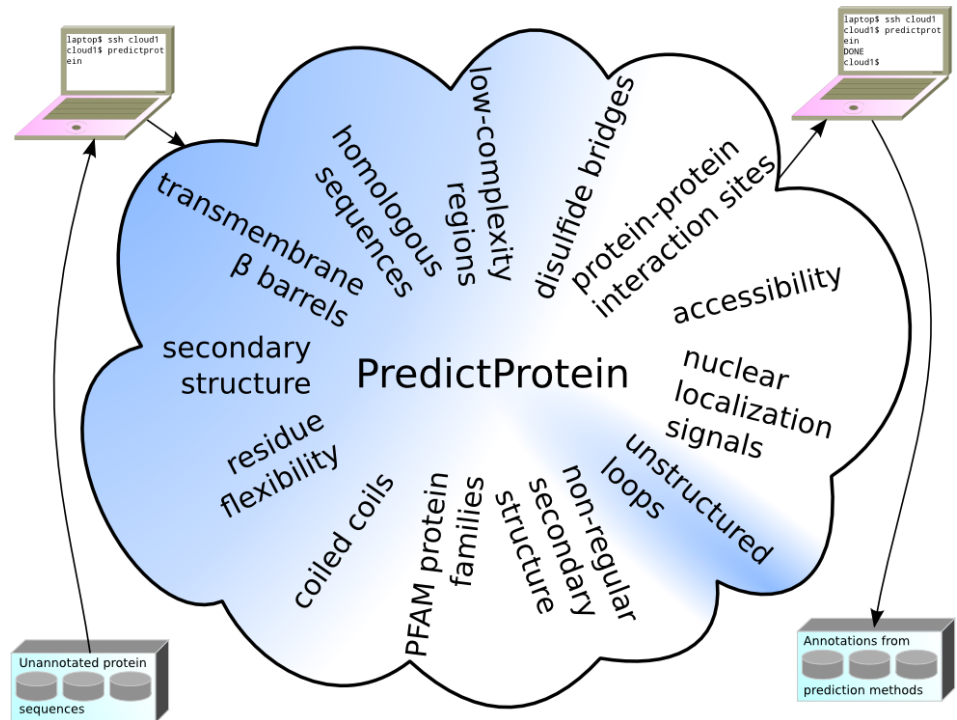 laptop$ ssh cloud1
cloud1$ predictprot
ein
laptop$ ssh cloud1
cloud1$ predictprot
ein
DONE
cloud1$
transmembrane
β barrels
homologous
sequences
low-complexity
regions
disulfide bridges
protein-protein
interaction sites
accessibility
nuclear
localization
signals
unstructured
loops
non-regular
secondary
structure
PFAM protein
families
coiled coils
residue
flexibility
secondary
structure
PredictProtein
Unannotated protein
sequences
Annotations from
prediction methods